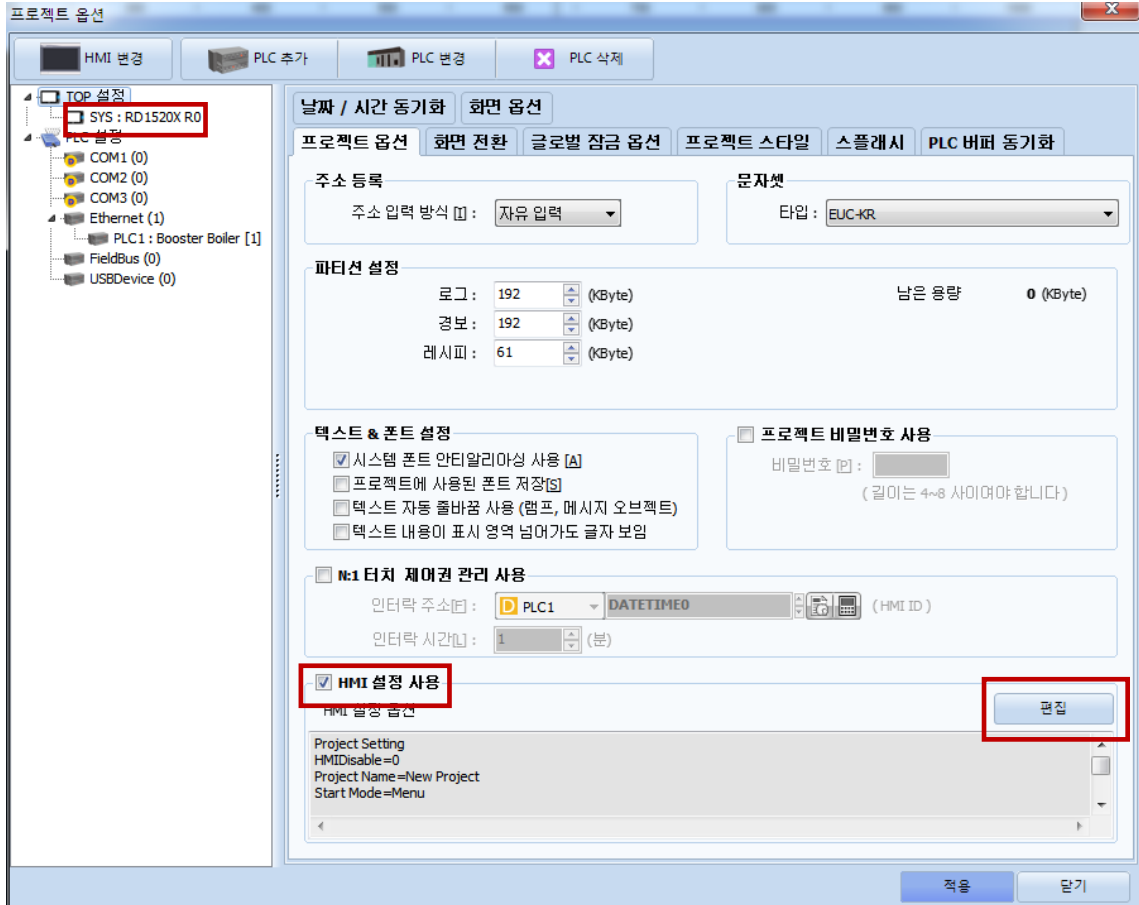 프로젝트 옵션
HMI 변경
PLC 추가
PLC 변경
PLC 삭제
TOP 설정
SYS : RD1520X R0
PLC 설정
COM1 (0)
COM2 (0)
COM3 (0)
Ethernet (1)
PLC1 : Booster Boiler [1]
FieldBus (0)
USBDevice (0)
날짜 / 시간 동기화
화면 옵션
프로젝트 옵션
화면 전환
글로벌 잠금 옵션
프로젝트 스타일
스플래시
PLC 버퍼 동기화
주소 등록
주소 입력 방식 [I] : 자유 입력
문자셋
타입 : EUC-KR
파티션 설정
로그 : 192 (KByte)
남은 용량 0 (KByte)
경보 : 192 (KByte)
레시피 : 61 (KByte)
텍스트 & 폰트 설정
시스템 폰트 안티알리아싱 사용 [A]
프로젝트에 사용된 폰트 저장[S]
텍스트 자동 줄바꿈 사용 (램프, 메시지 오브젝트)
텍스트 내용이 표시 영역 넘어가도 글자 보임
프로젝트 비밀번호 사용
비밀번호 [P] :
( 길이는 4~8 사이여야 합니다 )
N:1 터치 제어권 관리 사용
인터락 주소[F] : D PLC1 DATETIME0 ( HMI ID )
인터락 시간[L] : 1 (분)
HMI 설정 사용
HMI 설정 옵션
편집
Project Setting
HMIDisable=0
Project Name=New Project
Start Mode=Menu
적용
닫기